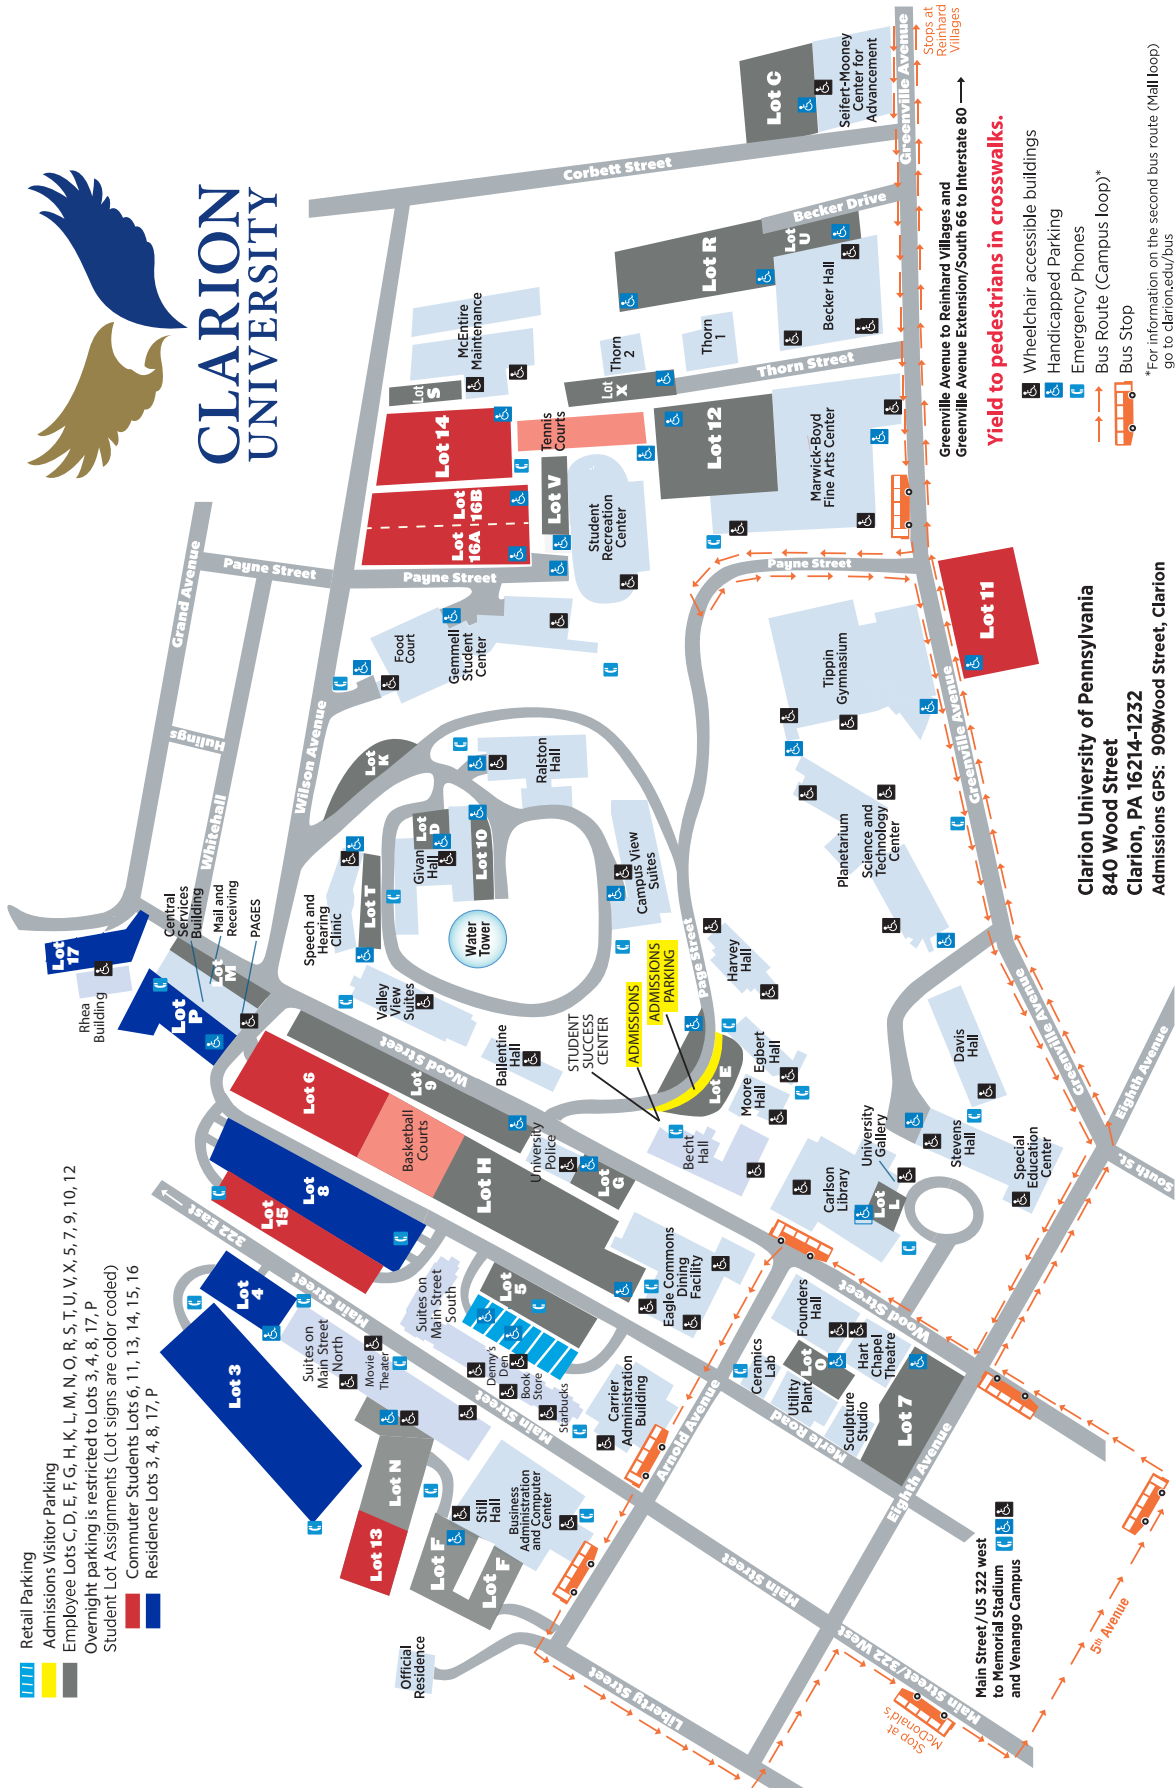 CLARION
UNIVERSITY
Retail Parking
Admissions Visitor Parking
Employee Lots C, D, E, F, G, H, K, L, M, N, O, R, S, T, U, V, X, 5, 7, 9, 10, 12
Overnight parking is restricted to Lots 3, 4, 8, 17, P
Student Lot Assignments (Lot signs are color coded)
Commuter Students Lots 6, 11, 13, 14, 15, 16
Residence Lots 3, 4, 8, 17, P
Rhea
Building
Lot
17
Lot
P
Central
Services
Building
Mail and
Receiving
PAGES
Lot
M
Grand Avenue
Hulings
Whitehall
Payne Street
Wilson Avenue
Payne Street
Corbett Street
Lot 3
Lot
4
322 East
Main Street
Lot
15
Lot
8
Lot 6
Basketball
Courts
Lot H
Lot
9
Wood Street
Speech and
Hearing
Clinic
Lot T
Lot
K
Givan
Hall
Lot
D
Lot 10
Water
Tower
Valley
View
Suites
Ballentine
Hall
Ralston
Hall
Campus View
Suites
Food
Court
Gemmell
Student
Center
Lot
16A
Lot
16B
Lot 14
Lot
S
McEntire
Maintenance
Tennis
Courts
Lot V
Student
Recreation
Center
Lot
X
Thorn
2
Thorn
1
Lot R
Lot
U
Becker Hall
Becker Drive
Lot C
Seifert-Mooney
Center for
Advancement
Greenville Avenue
Stops at
Reinhard
Villages
Thorn Street
Lot 12
Marwick-Boyd
Fine Arts Center
Payne Street
Lot 11
Tippin
Gymnasium
Greenville Avenue
Planetarium
Science and
Technology
Center
Page Street
Harvey
Hall
ADMISSIONS
PARKING
ADMISSIONS
STUDENT
SUCCESS
CENTER
Lot E
Egbert
Hall
Moore
Hall
Becht
Hall
University
Police
Lot
G
Suites on
Main Street
South
Suites on
Main Street
North
Movie
Theater
Lot
5
Denny's
Den
Book
Store
Starbucks
Main Street
Eagle Commons
Dining
Facility
Carrier
Administration
Building
Arnold Avenue
Lot 13
Lot N
Lot F
Lot F
Still
Hall
Business
Administration
and Computer
Center
Official
Residence
Liberty Street
Main Street
Main Street/322 West
Stop at
McDonald's
5th Avenue
Ceramics
Lab
Founders
Hall
Utility
Plant
Lot
O
Hart
Chapel
Theatre
Sculpture
Studio
Merle Road
Lot 7
Eighth Avenue
Wood Street
Carlson
Library
University
Gallery
Lot
L
Stevens
Hall
Special
Education
Center
Davis
Hall
Greenville Avenue
Eighth Avenue
South St.
Main Street/US 322 west
to Memorial Stadium
and Venango Campus
Greenville Avenue to Reinhard Villages and
Greenville Avenue Extension/South 66 to Interstate 80
Yield to pedestrians in crosswalks.
Wheelchair accessible buildings
Handicapped Parking
Emergency Phones
Bus Route (Campus loop)*
Bus Stop
*For information on the second bus route (Mall loop)
go to clarion.edu/bus
Clarion University of Pennsylvania
840 Wood Street
Clarion, PA 16214-1232
Admissions GPS: 909Wood Street, Clarion